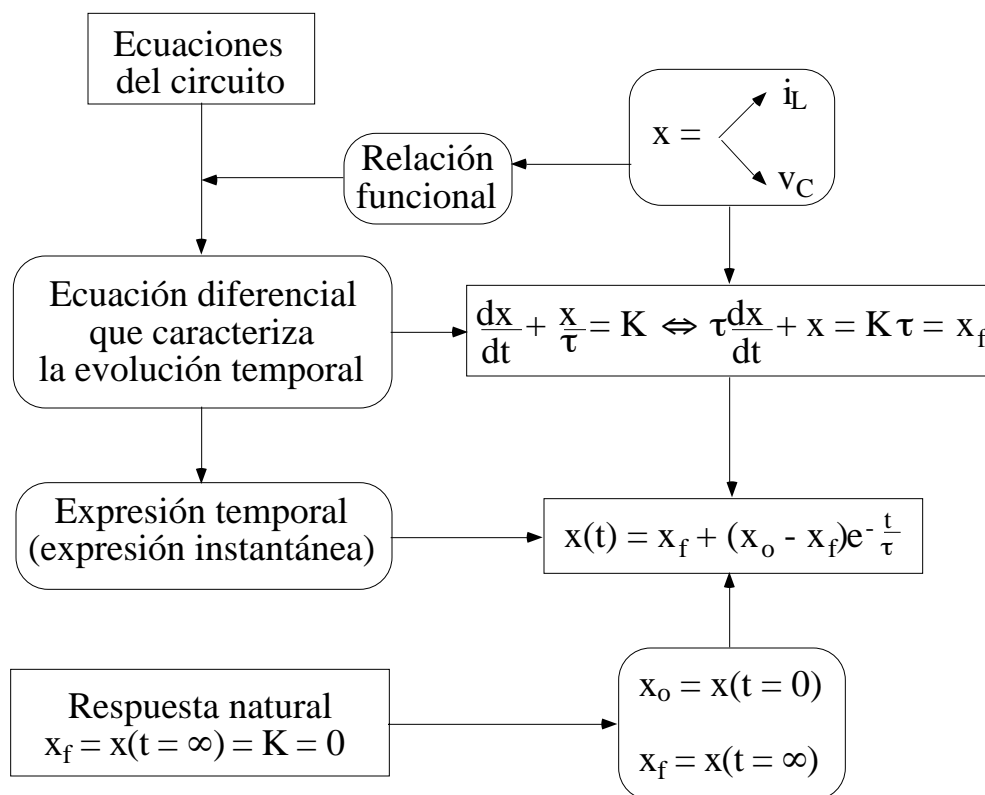 Ecuaciones
del circuito
x =
i_L
v_C
Relación
funcional
Ecuación diferencial
que caracteriza
la evolución temporal
dx/dt + x/τ = K ⇔ τ dx/dt + x = K τ = x_f
Expresión temporal
(expresión instantánea)
x(t) = x_f + (x_o - x_f)e^(- t/τ)
Respuesta natural
x_f = x(t = ∞) = K = 0
x_o = x(t = 0)
x_f = x(t = ∞)